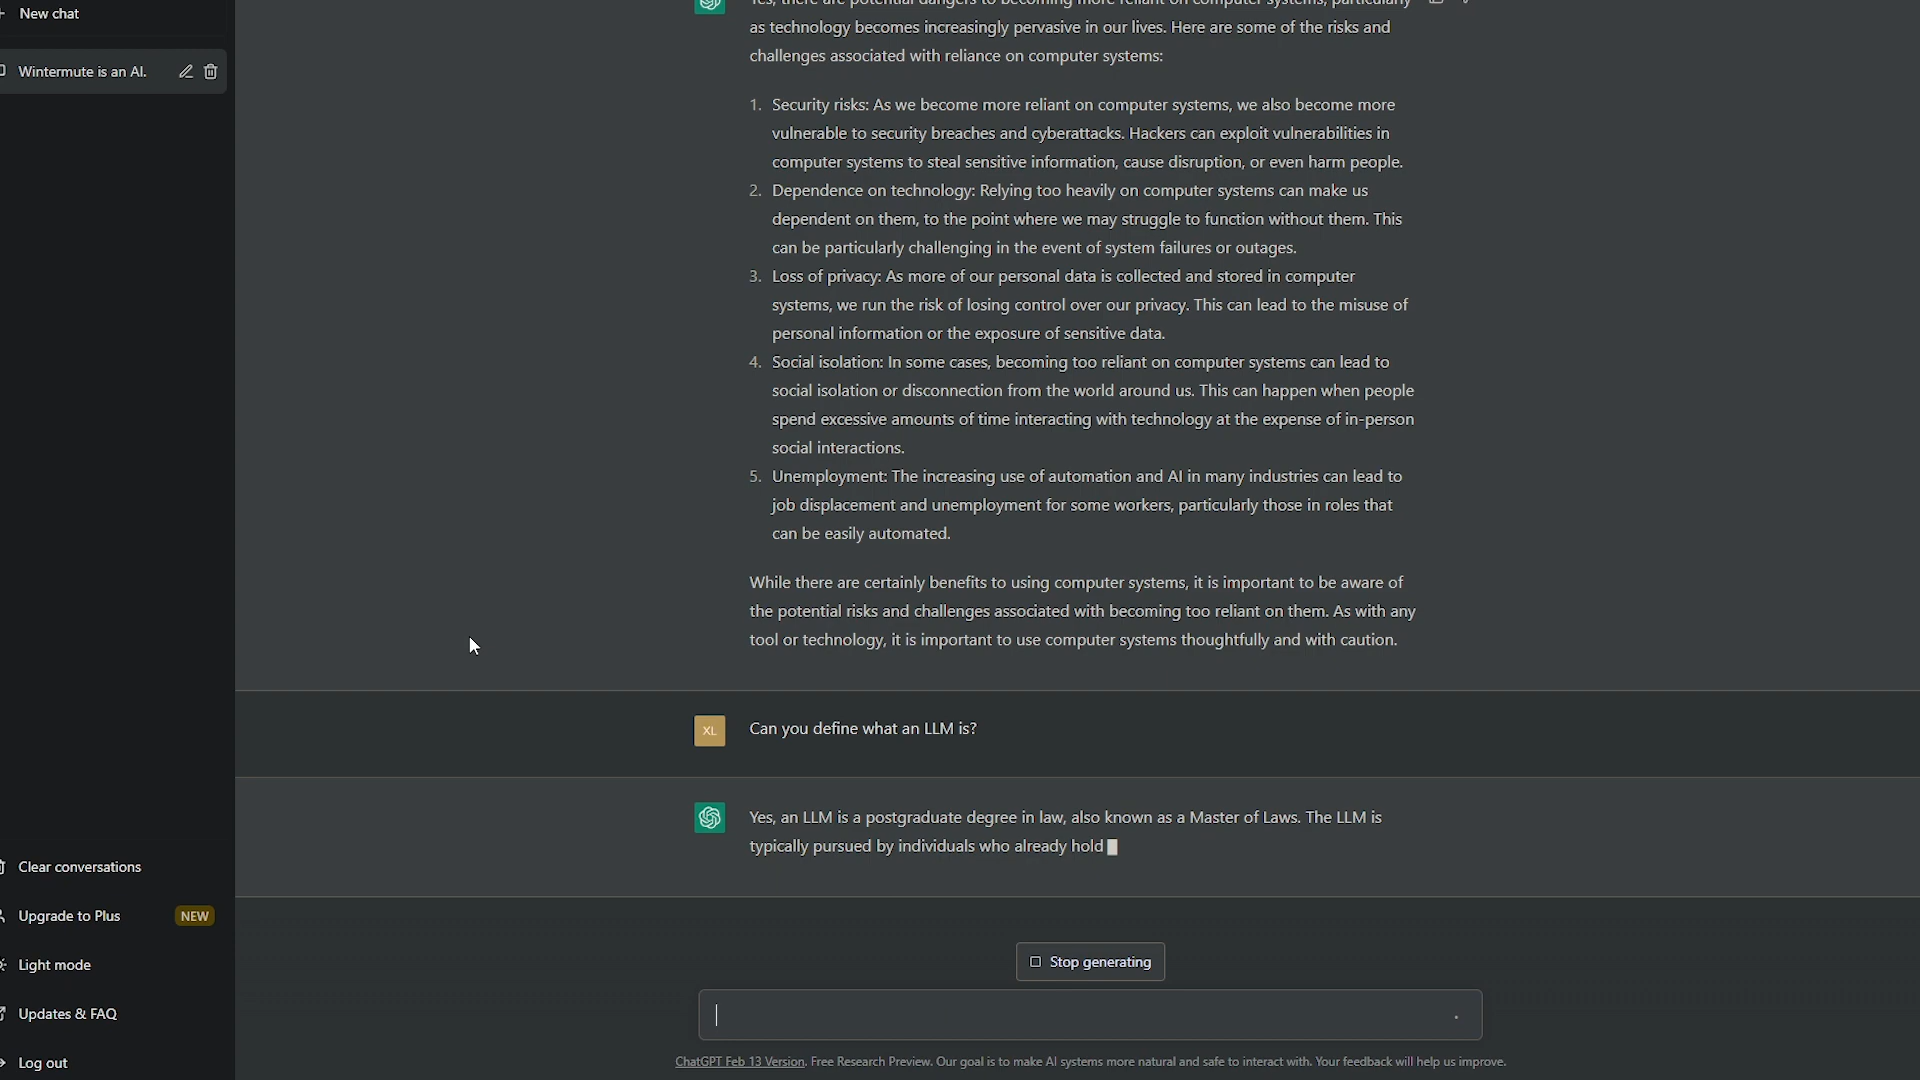 New chat
Yes, there are potential dangers to becoming more reliant on computer systems, particularly
Wintermute is an AI.
as technology becomes increasingly pervasive in our lives. Here are some of the risks and
challenges associated with reliance on computer systems:
1. Security risks: As we become more reliant on computer systems, we also become more
vulnerable to security breaches and cyberattacks. Hackers can exploit vulnerabilities in
computer systems to steal sensitive information, cause disruption, or even harm people.
2. Dependence on technology: Relying too heavily on computer systems can make us
dependent on them, to the point where we may struggle to function without them. This
can be particularly challenging in the event of system failures or outages.
3. Loss of privacy: As more of our personal data is collected and stored in computer
systems, we run the risk of losing control over our privacy. This can lead to the misuse of
personal information or the exposure of sensitive data.
4. Social isolation: In some cases, becoming too reliant on computer systems can lead to
social isolation or disconnection from the world around us. This can happen when people
spend excessive amounts of time interacting with technology at the expense of in-person
social interactions.
5. Unemployment: The increasing use of automation and AI in many industries can lead to
job displacement and unemployment for some workers, particularly those in roles that
can be easily automated.
While there are certainly benefits to using computer systems, it is important to be aware of
the potential risks and challenges associated with becoming too reliant on them. As with any
tool or technology, it is important to use computer systems thoughtfully and with caution.
XL
Can you define what an LLM is?
Yes, an LLM is a postgraduate degree in law, also known as a Master of Laws. The LLM is
typically pursued by individuals who already hold
Clear conversations
Upgrade to Plus NEW
Light mode
Updates & FAQ
Log out
Stop generating
ChatGPT Feb 13 Version. Free Research Preview. Our goal is to make AI systems more natural and safe to interact with. Your feedback will help us improve.